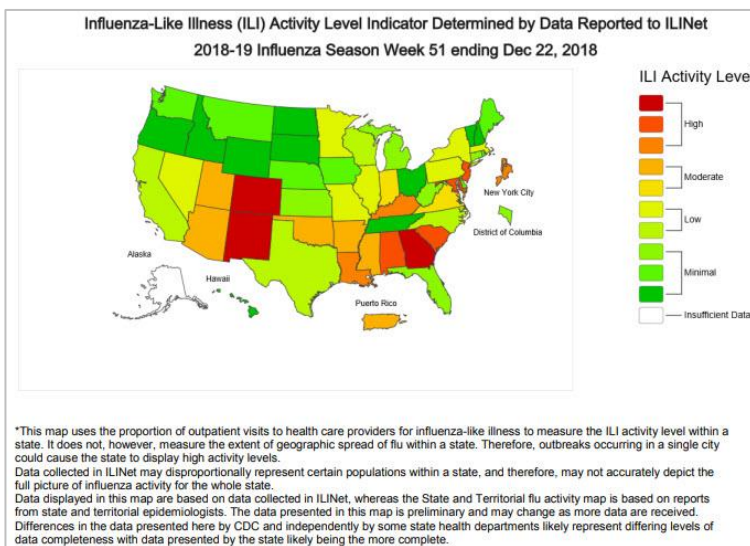 Influenza-Like Illness (ILI) Activity Level Indicator Determined by Data Reported to ILINet
2018-19 Influenza Season Week 51 ending Dec 22, 2018
ILI Activity Leve
High
Moderate
Low
Minimal
Insufficient Data
New York City
District of Columbia
Alaska
Hawaii
Puerto Rico
*This map uses the proportion of outpatient visits to health care providers for influenza-like illness to measure the ILI activity level within a
state. It does not, however, measure the extent of geographic spread of flu within a state. Therefore, outbreaks occurring in a single city
could cause the state to display high activity levels.
Data collected in ILINet may disproportionally represent certain populations within a state, and therefore, may not accurately depict the
full picture of influenza activity for the whole state.
Data displayed in this map are based on data collected in ILINet, whereas the State and Territorial flu activity map is based on reports
from state and territorial epidemiologists. The data presented in this map is preliminary and may change as more data are received.
Differences in the data presented here by CDC and independently by some state health departments likely represent differing levels of
data completeness with data presented by the state likely being the more complete.